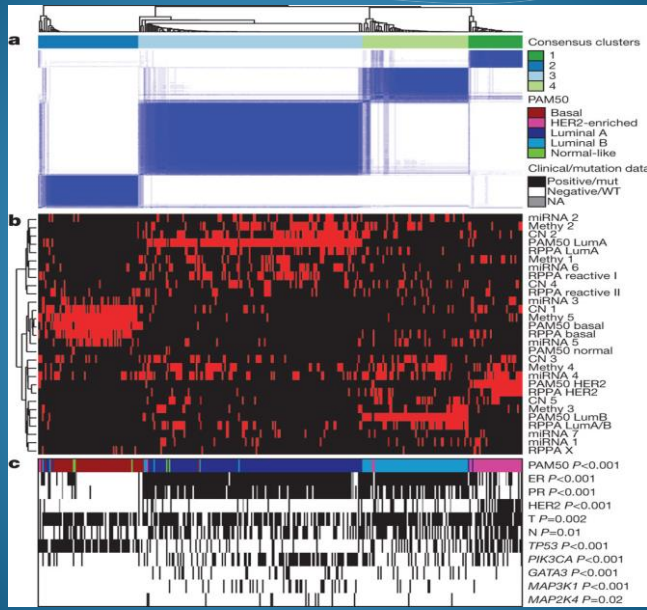 a
Consensus clusters
1
2
3
4
PAM50
Basal
HER2-enriched
Luminal A
Luminal B
Normal-like
Clinical/mutation data
Positive/mut
Negative/WT
NA
b
miRNA 2
Methy 2
CN 2
PAM50 LumA
RPPA LumA
Methy 1
miRNA 6
RPPA reactive I
CN 4
RPPA reactive II
miRNA 3
CN 1
Methy 5
PAM50 basal
RPPA basal
miRNA 5
PAM50 normal
CN 3
Methy 4
miRNA 4
PAM50 HER2
RPPA HER2
CN 5
Methy 3
PAM50 LumB
RPPA LumA/B
miRNA 7
miRNA 1
RPPA X
c
PAM50 P<0.001
ER P<0.001
PR P<0.001
HER2 P<0.001
T P=0.002
N P=0.01
TP53 P<0.001
PIK3CA P<0.001
GATA3 P<0.001
MAP3K1 P<0.001
MAP2K4 P=0.02